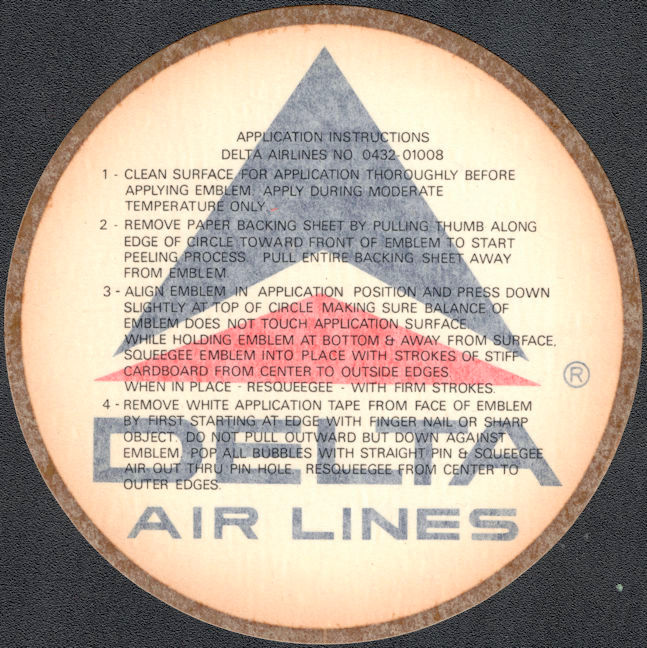 APPLICATION INSTRUCTIONS
DELTA AIRLINES NO. 0432-01008
1 - CLEAN SURFACE FOR APPLICATION THOROUGHLY BEFORE
APPLYING EMBLEM. APPLY DURING MODERATE
TEMPERATURE ONLY.
2 - REMOVE PAPER BACKING SHEET BY PULLING THUMB ALONG
EDGE OF CIRCLE TOWARD FRONT OF EMBLEM TO START
PEELING PROCESS. PULL ENTIRE BACKING SHEET AWAY
FROM EMBLEM.
3 - ALIGN EMBLEM IN APPLICATION POSITION AND PRESS DOWN
SLIGHTLY AT TOP OF CIRCLE MAKING SURE BALANCE OF
EMBLEM DOES NOT TOUCH APPLICATION SURFACE.
WHILE HOLDING EMBLEM AT BOTTOM & AWAY FROM SURFACE,
SQUEEGEE EMBLEM INTO PLACE WITH STROKES OF STIFF
CARDBOARD FROM CENTER TO OUTSIDE EDGES.
®
WHEN IN PLACE - RESQUEEGEE - WITH FIRM STROKES.
4 - REMOVE WHITE APPLICATION TAPE FROM FACE OF EMBLEM
BY FIRST STARTING AT EDGE WITH FINGER NAIL OR SHARP
OBJECT. DO NOT PULL OUTWARD BUT DOWN AGAINST
EMBLEM. POP ALL BUBBLES WITH STRAIGHT PIN & SQUEEGEE
AIR OUT THRU PIN HOLE. RESQUEEGEE FROM CENTER TO
OUTER EDGES.
DELTA
AIR LINES